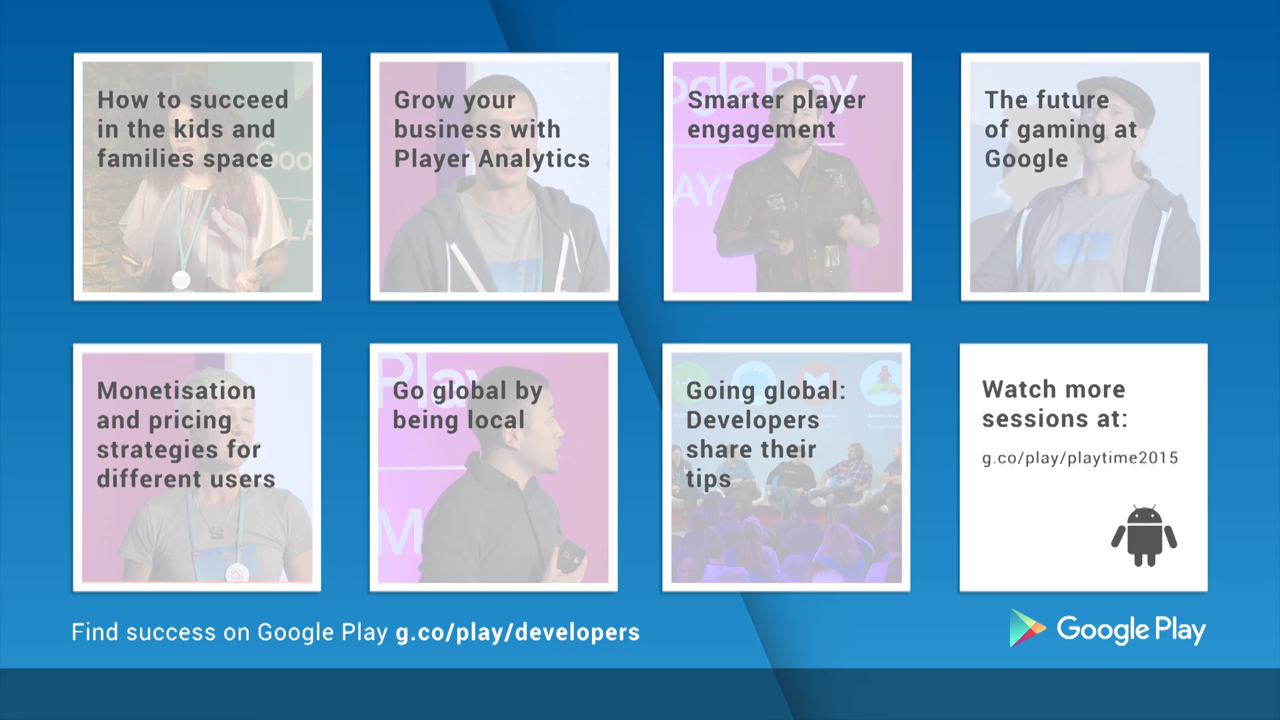 How to succeed
in the kids and
families space
Grow your
business with
Player Analytics
Smarter player
engagement
The future
of gaming at
Google
Monetisation
and pricing
strategies for
different users
Go global by
being local
Going global:
Developers
share their
tips
Watch more
sessions at:
g.co/play/playtime2015
Find success on Google Play g.co/play/developers
Google Play